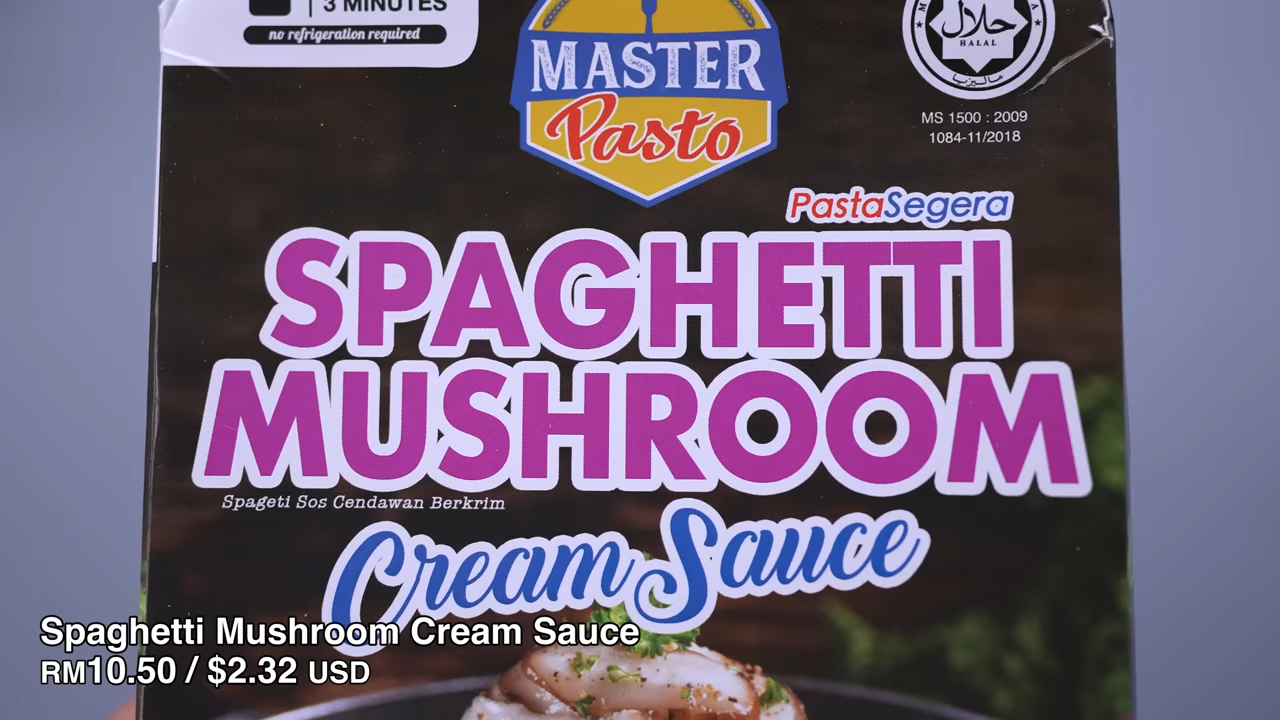 3 MINUTES
no refrigeration required
MASTER
Pasto
حلال
HALAL
ماليزيا
MS 1500 : 2009
1084-11/2018
PastaSegera
SPAGHETTI
MUSHROOM
Spageti Sos Cendawan Berkrim
Cream Sauce
Spaghetti Mushroom Cream Sauce
RM10.50 / $2.32 USD